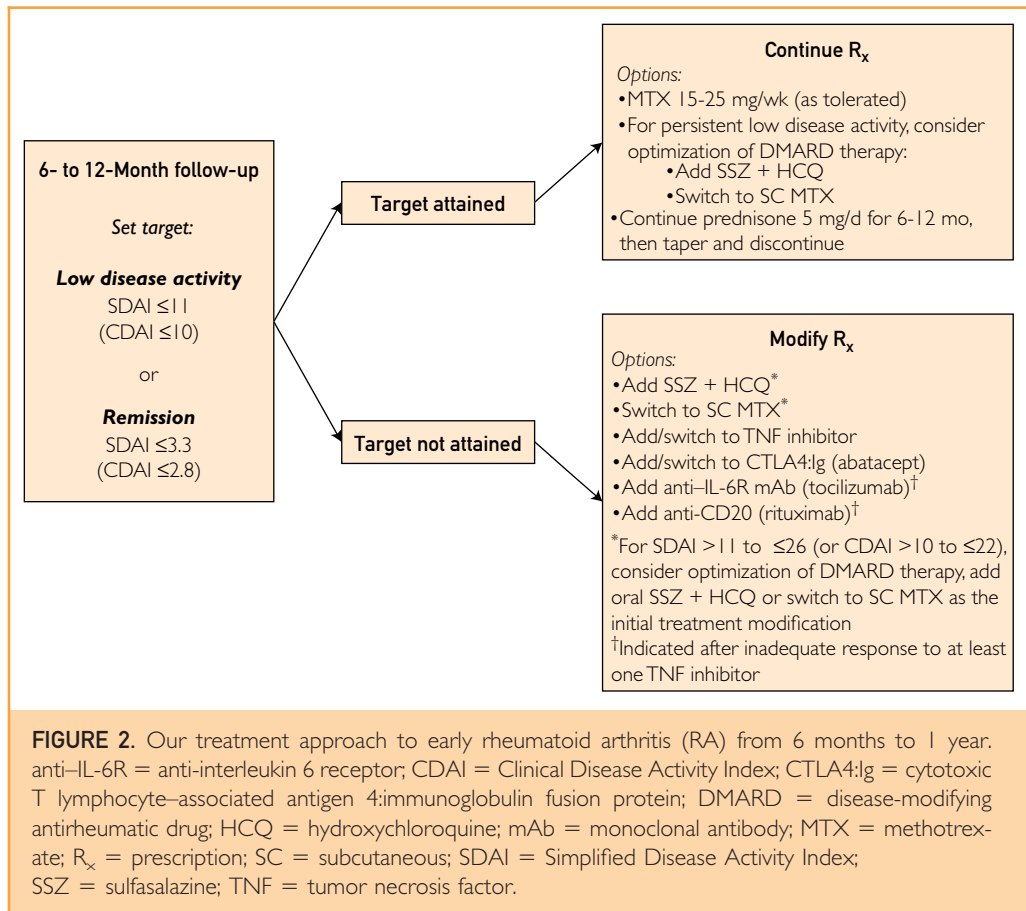 6- to 12-Month follow-up
Set target:
Low disease activity
SDAI ≤11
(CDAI ≤10)
or
Remission
SDAI ≤3.3
(CDAI ≤2.8)
Target attained
Target not attained
Continue Rx
Options:
•MTX 15-25 mg/wk (as tolerated)
•For persistent low disease activity, consider
optimization of DMARD therapy:
•Add SSZ + HCQ
•Switch to SC MTX
•Continue prednisone 5 mg/d for 6-12 mo,
then taper and discontinue
Modify Rx
Options:
•Add SSZ + HCQ*
•Switch to SC MTX*
•Add/switch to TNF inhibitor
•Add/switch to CTLA4:Ig (abatacept)
•Add anti–IL-6R mAb (tocilizumab)†
•Add anti-CD20 (rituximab)†
*For SDAI >11 to ≤26 (or CDAI >10 to ≤22),
consider optimization of DMARD therapy, add
oral SSZ + HCQ or switch to SC MTX as the
initial treatment modification
†Indicated after inadequate response to at least
one TNF inhibitor
FIGURE 2. Our treatment approach to early rheumatoid arthritis (RA) from 6 months to 1 year.
anti–IL-6R = anti-interleukin 6 receptor; CDAI = Clinical Disease Activity Index; CTLA4:Ig = cytotoxic
T lymphocyte–associated antigen 4:immunoglobulin fusion protein; DMARD = disease-modifying
antirheumatic drug; HCQ = hydroxychloroquine; mAb = monoclonal antibody; MTX = methotrex-
ate; Rx = prescription; SC = subcutaneous; SDAI = Simplified Disease Activity Index;
SSZ = sulfasalazine; TNF = tumor necrosis factor.